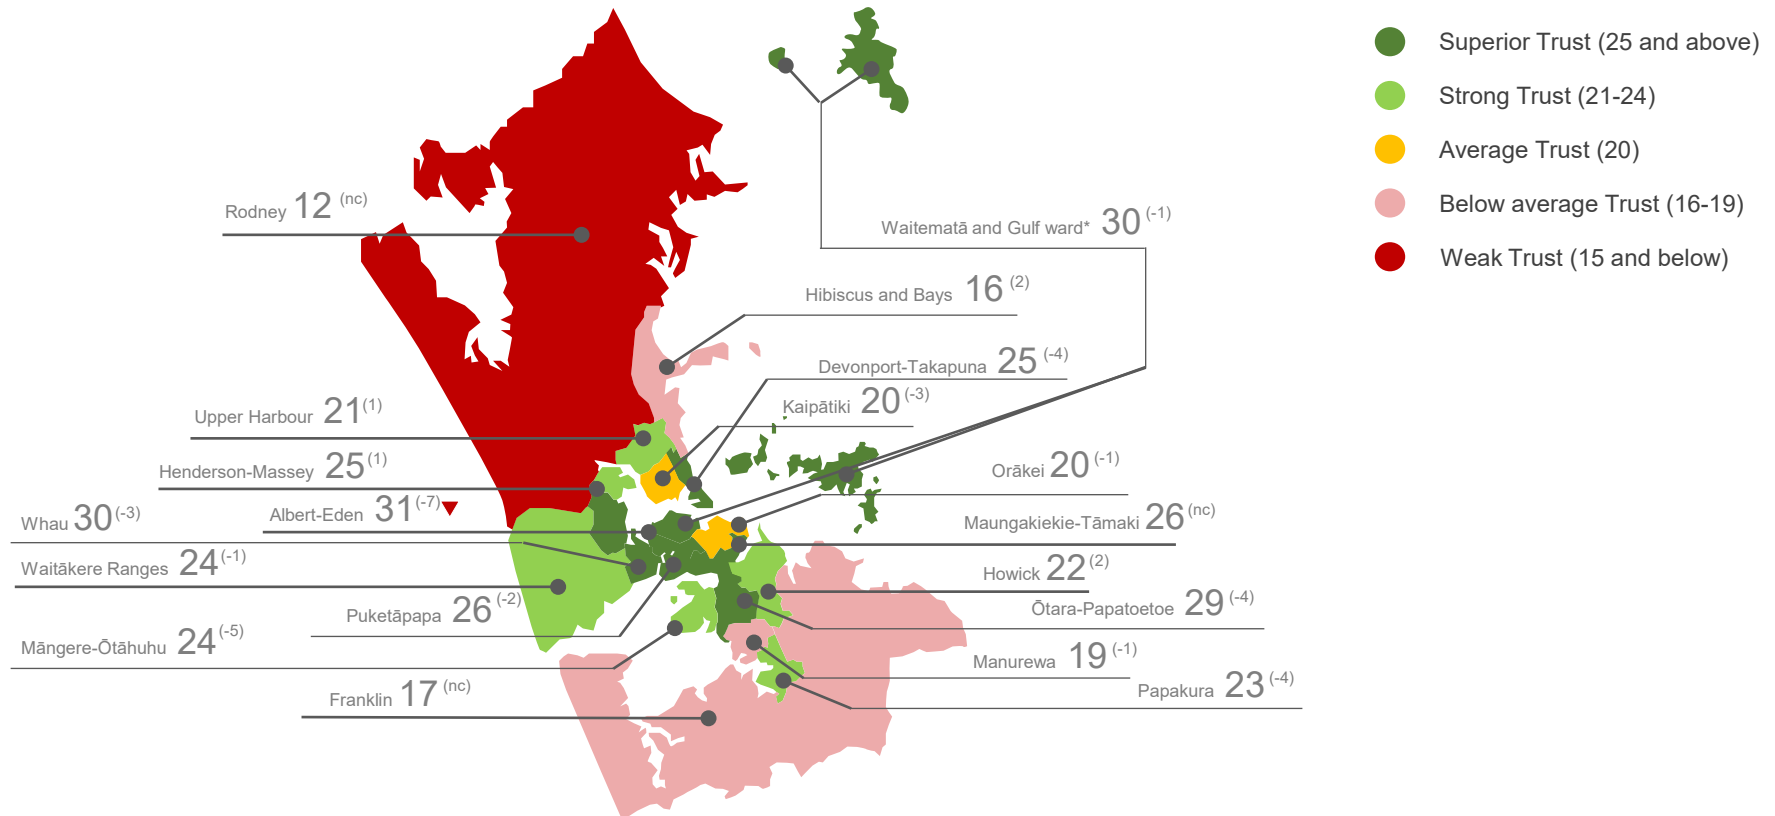 Superior Trust (25 and above)
Strong Trust (21-24)
Average Trust (20)
Below average Trust (16-19)
Weak Trust (15 and below)
Rodney 12 (nc)
Waitematā and Gulf ward* 30 (-1)
Hibiscus and Bays 16 (2)
Devonport-Takapuna 25 (-4)
Kaipātiki 20 (-3)
Upper Harbour 21 (1)
Henderson-Massey 25 (1)
Orākei 20 (-1)
Albert-Eden 31 (-7)
Whau 30 (-3)
Maungakiekie-Tāmaki 26 (nc)
Waitākere Ranges 24 (-1)
Howick 22 (2)
Puketāpapa 26 (-2)
Ōtara-Papatoetoe 29 (-4)
Māngere-Ōtāhuhu 24 (-5)
Manurewa 19 (-1)
Franklin 17 (nc)
Papakura 23 (-4)